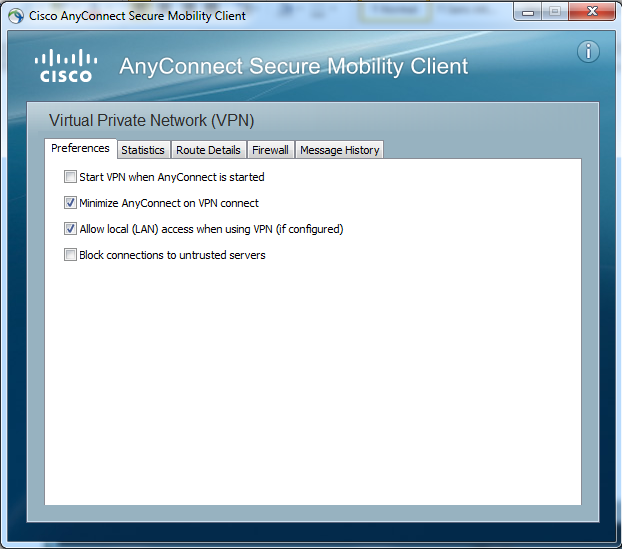 Cisco AnyConnect Secure Mobility Client
CISCO
AnyConnect Secure Mobility Client
Virtual Private Network (VPN)
Preferences Statistics Route Details Firewall Message History
Start VPN when AnyConnect is started
Minimize AnyConnect on VPN connect
Allow local (LAN) access when using VPN (if configured)
Block connections to untrusted servers